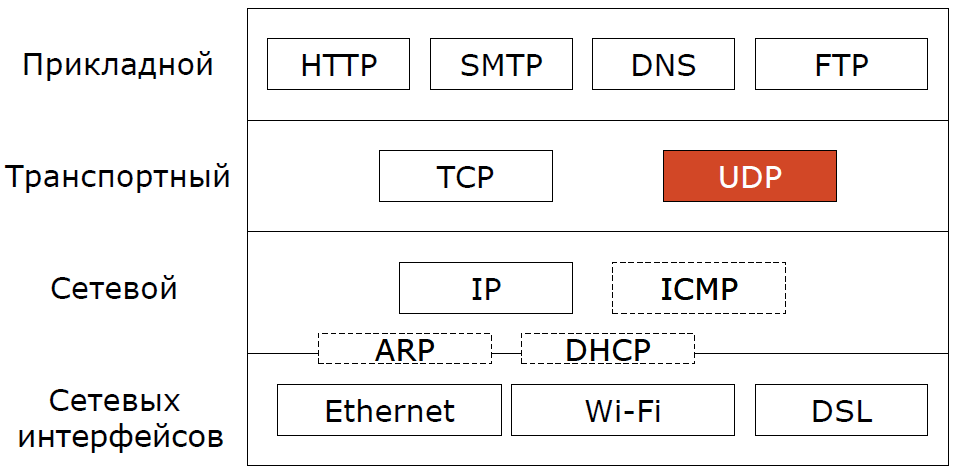 Прикладной
HTTP SMTP DNS FTP
Транспортный
TCP UDP
Сетевой
IP ICMP
ARP DHCP
Сетевых
интерфейсов
Ethernet Wi-Fi DSL